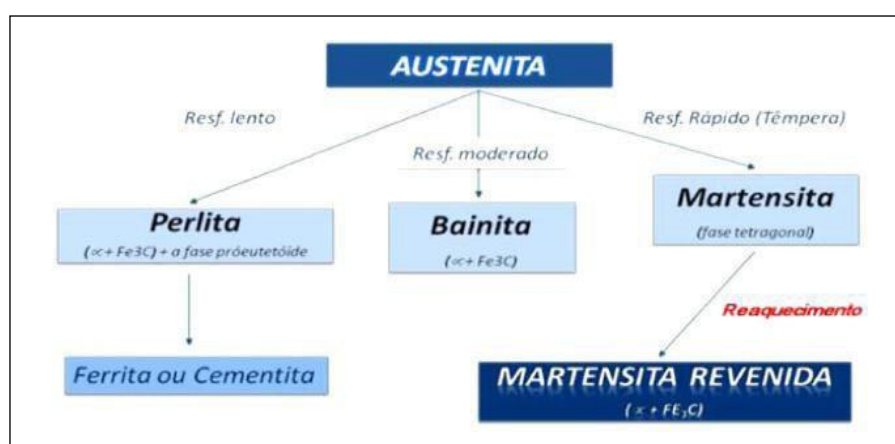 AUSTENITA
Resf. lento
Resf. Rápido (Têmpera)
Resf. moderado
Perlita
(∝+ Fe3C) + a fase próeutetóide
Bainita
(∝+ Fe3C)
Martensita
(fase tetragonal)
Reaquecimento
Ferrita ou Cementita
MARTENSITA REVENIDA
( ∝ + FE₃C)